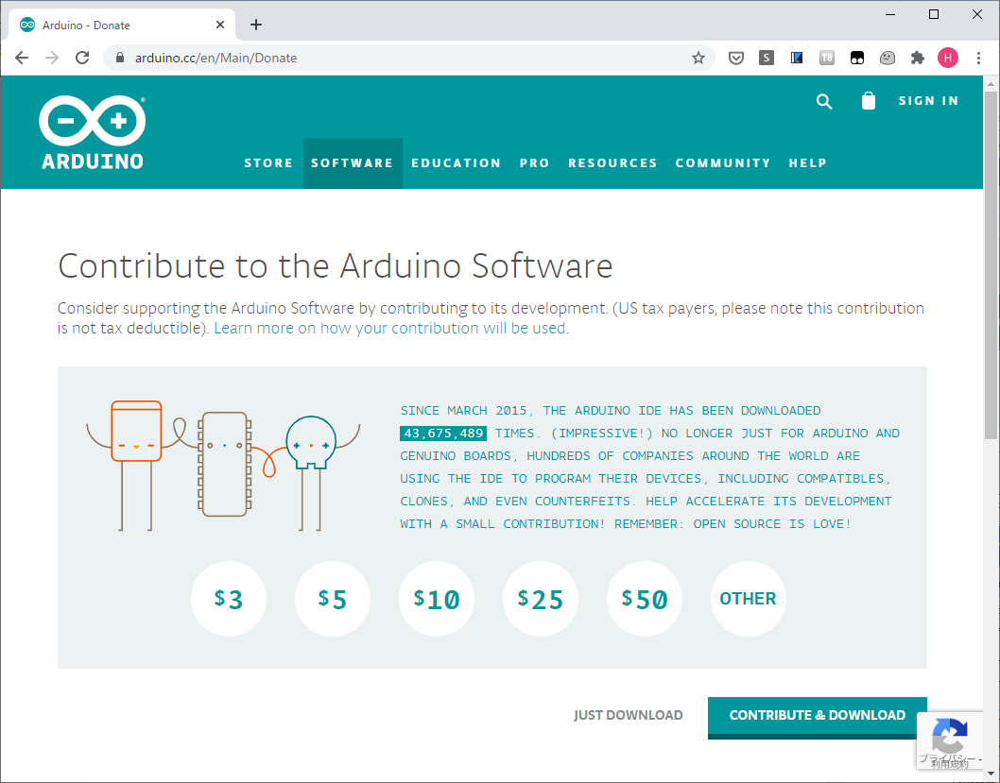 Arduino - Donate
arduino.cc/en/Main/Donate
S
T8
H
SIGN IN
ARDUINO
STORE SOFTWARE EDUCATION PRO RESOURCES COMMUNITY HELP
Contribute to the Arduino Software
Consider supporting the Arduino Software by contributing to its development. (US tax payers, please note this contribution
is not tax deductible). Learn more on how your contribution will be used.
SINCE MARCH 2015, THE ARDUINO IDE HAS BEEN DOWNLOADED
43,675,489 TIMES. (IMPRESSIVE!) NO LONGER JUST FOR ARDUINO AND
GENUINO BOARDS, HUNDREDS OF COMPANIES AROUND THE WORLD ARE
USING THE IDE TO PROGRAM THEIR DEVICES, INCLUDING COMPATIBLES,
CLONES, AND EVEN COUNTERFEITS. HELP ACCELERATE ITS DEVELOPMENT
WITH A SMALL CONTRIBUTION! REMEMBER: OPEN SOURCE IS LOVE!
$3 $5 $10 $25 $50 OTHER
JUST DOWNLOAD CONTRIBUTE & DOWNLOAD
プライバシー -
利用規約